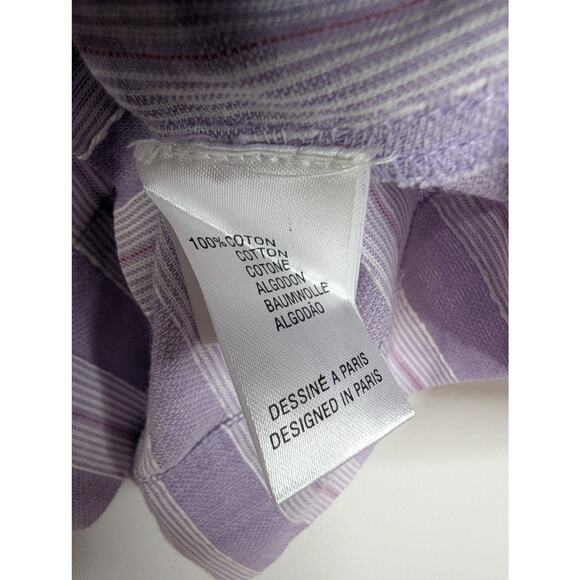 100% COTON
COTTON
COTONE
ALGODON
BAUMWOLLE
ALGODÃO
DESSINÉ A PARIS
DESIGNED IN PARIS